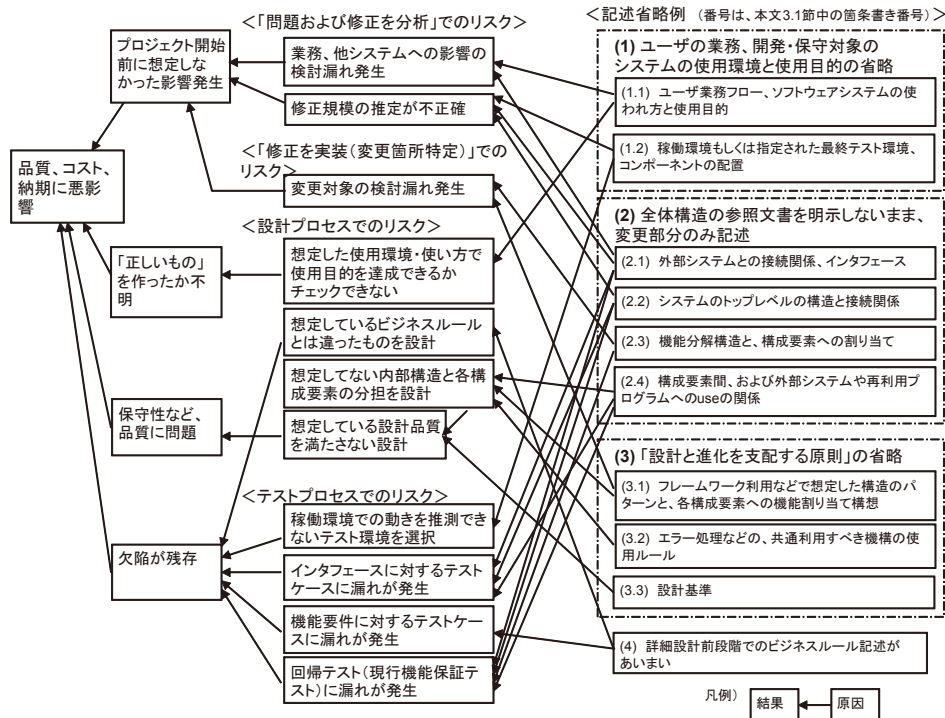 ＜「問題および修正を分析」でのリスク＞
＜記述省略例 （番号は、本文3.1節中の箇条書き番号）＞
プロジェクト開始
前に想定しな
かった影響発生
業務、他システムへの影響の
検討漏れ発生
修正規模の推定が不正確
＜「修正を実装（変更箇所特定）」での
リスク＞
変更対象の検討漏れ発生
品質、コスト、
納期に悪影
響
＜設計プロセスでのリスク＞
「正しいもの」
を作ったか不
明
想定した使用環境・使い方で
使用目的を達成できるか
チェックできない
想定しているビジネスルール
とは違ったものを設計
想定してない内部構造と各構
成要素の分担を設計
保守性など、
品質に問題
想定している設計品質
を満たさない設計
＜テストプロセスでのリスク＞
稼働環境での動きを推測でき
ないテスト環境を選択
欠陥が残存
インタフェースに対するテスト
ケースに漏れが発生
機能要件に対するテストケー
スに漏れが発生
回帰テスト（現行機能保証テ
スト）に漏れが発生
(1) ユーザの業務、開発・保守対象の
システムの使用環境と使用目的の省略
(1.1) ユーザ業務フロー、ソフトウェアシステムの使
われ方と使用目的
(1.2) 稼働環境もしくは指定された最終テスト環境、
コンポーネントの配置
(2) 全体構造の参照文書を明示しないまま、
変更部分のみ記述
(2.1) 外部システムとの接続関係、インタフェース
(2.2) システムのトップレベルの構造と接続関係
(2.3) 機能分解構造と、構成要素への割り当て
(2.4) 構成要素間、および外部システムや再利用プ
ログラムへのuseの関係
(3) 「設計と進化を支配する原則」の省略
(3.1) フレームワーク利用などで想定した構造のパ
ターンと、各構成要素への機能割り当て構想
(3.2) エラー処理などの、共通利用すべき機構の使
用ルール
(3.3) 設計基準
(4) 詳細設計前段階でのビジネスルール記述が
あいまい
凡例）
結果
原因